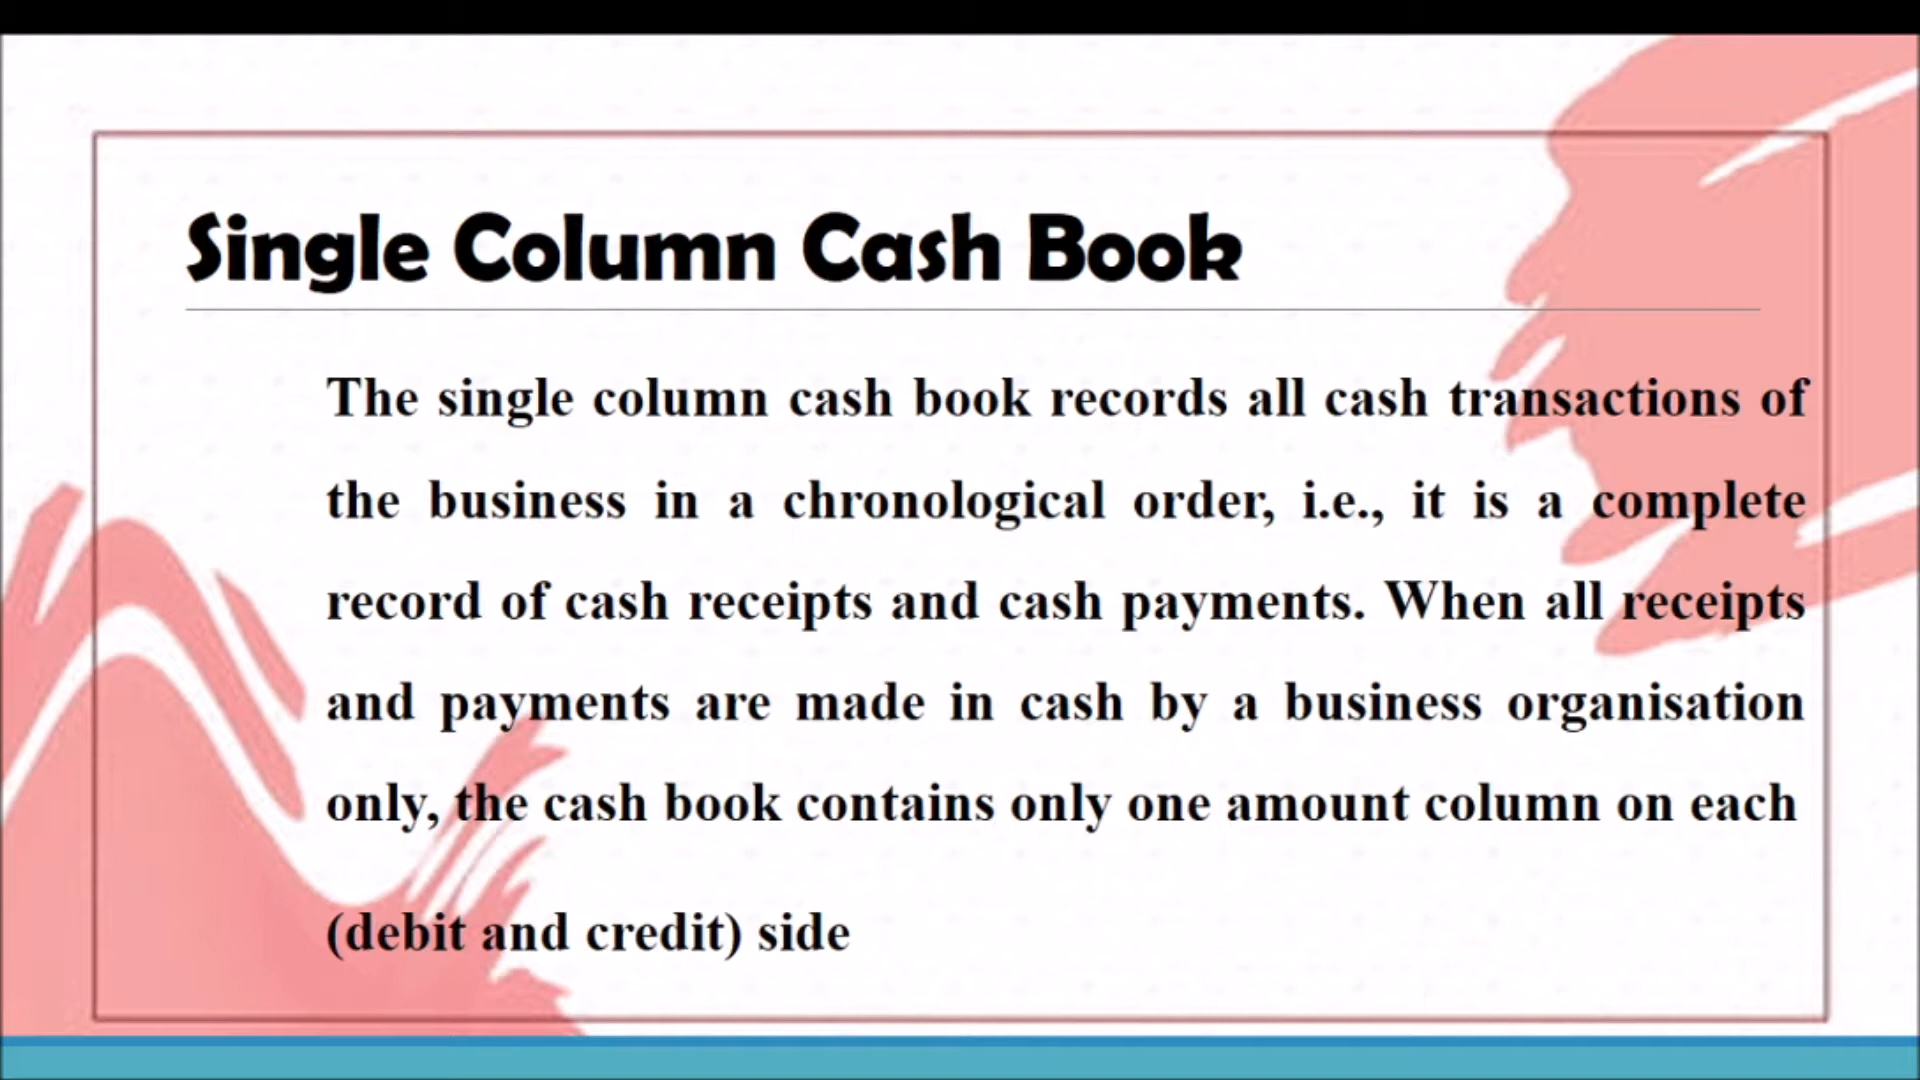 Single Column Cash Book
The single column cash book records all cash transactions of
the business in a chronological order, i.e., it is a complete
record of cash receipts and cash payments. When all receipts
and payments are made in cash by a business organisation
only, the cash book contains only one amount column on each
(debit and credit) side